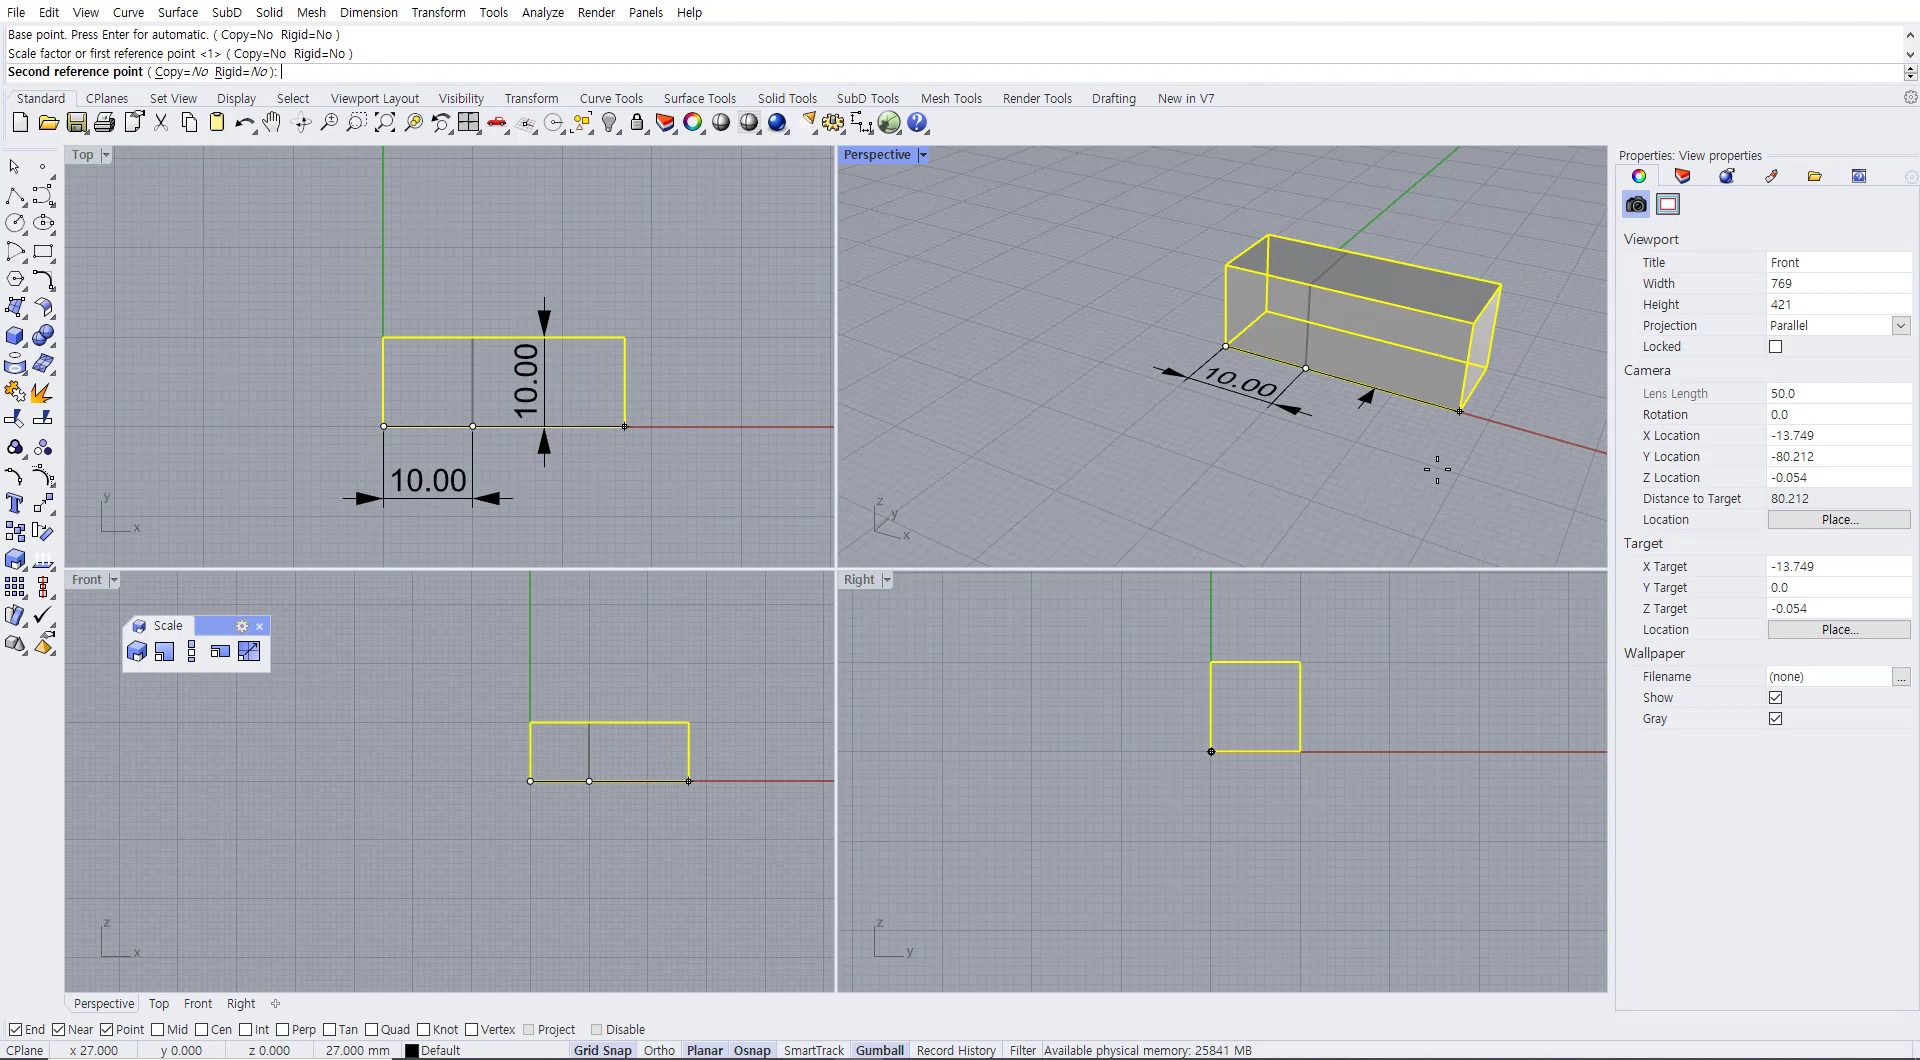 File Edit View Curve Surface SubD Solid Mesh Dimension Transform Tools Analyze Render Panels Help
Base point. Press Enter for automatic. ( Copy=No Rigid=No )
Scale factor or first reference point <1> ( Copy=No Rigid=No )
Second reference point ( Copy=No Rigid=No ):
Standard CPlanes Set View Display Select Viewport Layout Visibility Transform Curve Tools Surface Tools Solid Tools SubD Tools Mesh Tools Render Tools Drafting New in V7
Top
10.00
10.00
y
x
Perspective
10.00
z
y
x
Front
Scale
z
x
Right
z
y
Properties: View properties
Viewport
Title Front
Width 769
Height 421
Projection Parallel
Locked
Camera
Lens Length 50.0
Rotation 0.0
X Location -13.749
Y Location -80.212
Z Location -0.054
Distance to Target 80.212
Location Place...
Target
X Target -13.749
Y Target 0.0
Z Target -0.054
Location Place...
Wallpaper
Filename (none) ...
Show
Gray
Perspective Top Front Right
End Near Point Mid Cen Int Perp Tan Quad Knot Vertex Project Disable
CPlane x 27.000 y 0.000 z 0.000 27.000 mm Default Grid Snap Ortho Planar Osnap SmartTrack Gumball Record History Filter Available physical memory: 25841 MB